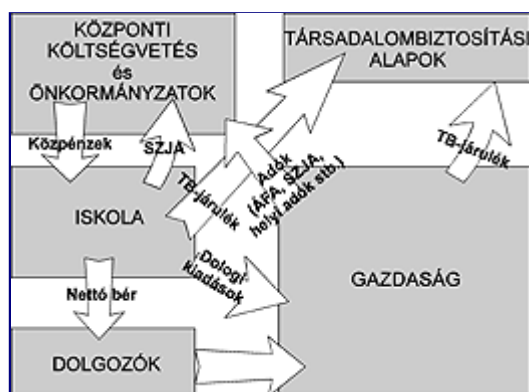 KÖZPONTI
KÖLTSÉGVETÉS
és
ÖNKORMÁNYZATOK
TÁRSADALOMBIZTOSÍTÁSI
ALAPOK
Közpénzek
SZJA
TB-járulék
Adók
(ÁFA, SZJA,
helyi adók stb.)
TB-járulék
ISKOLA
GAZDASÁG
"Dologi"
kiadások
Nettó bér
DOLGOZÓK